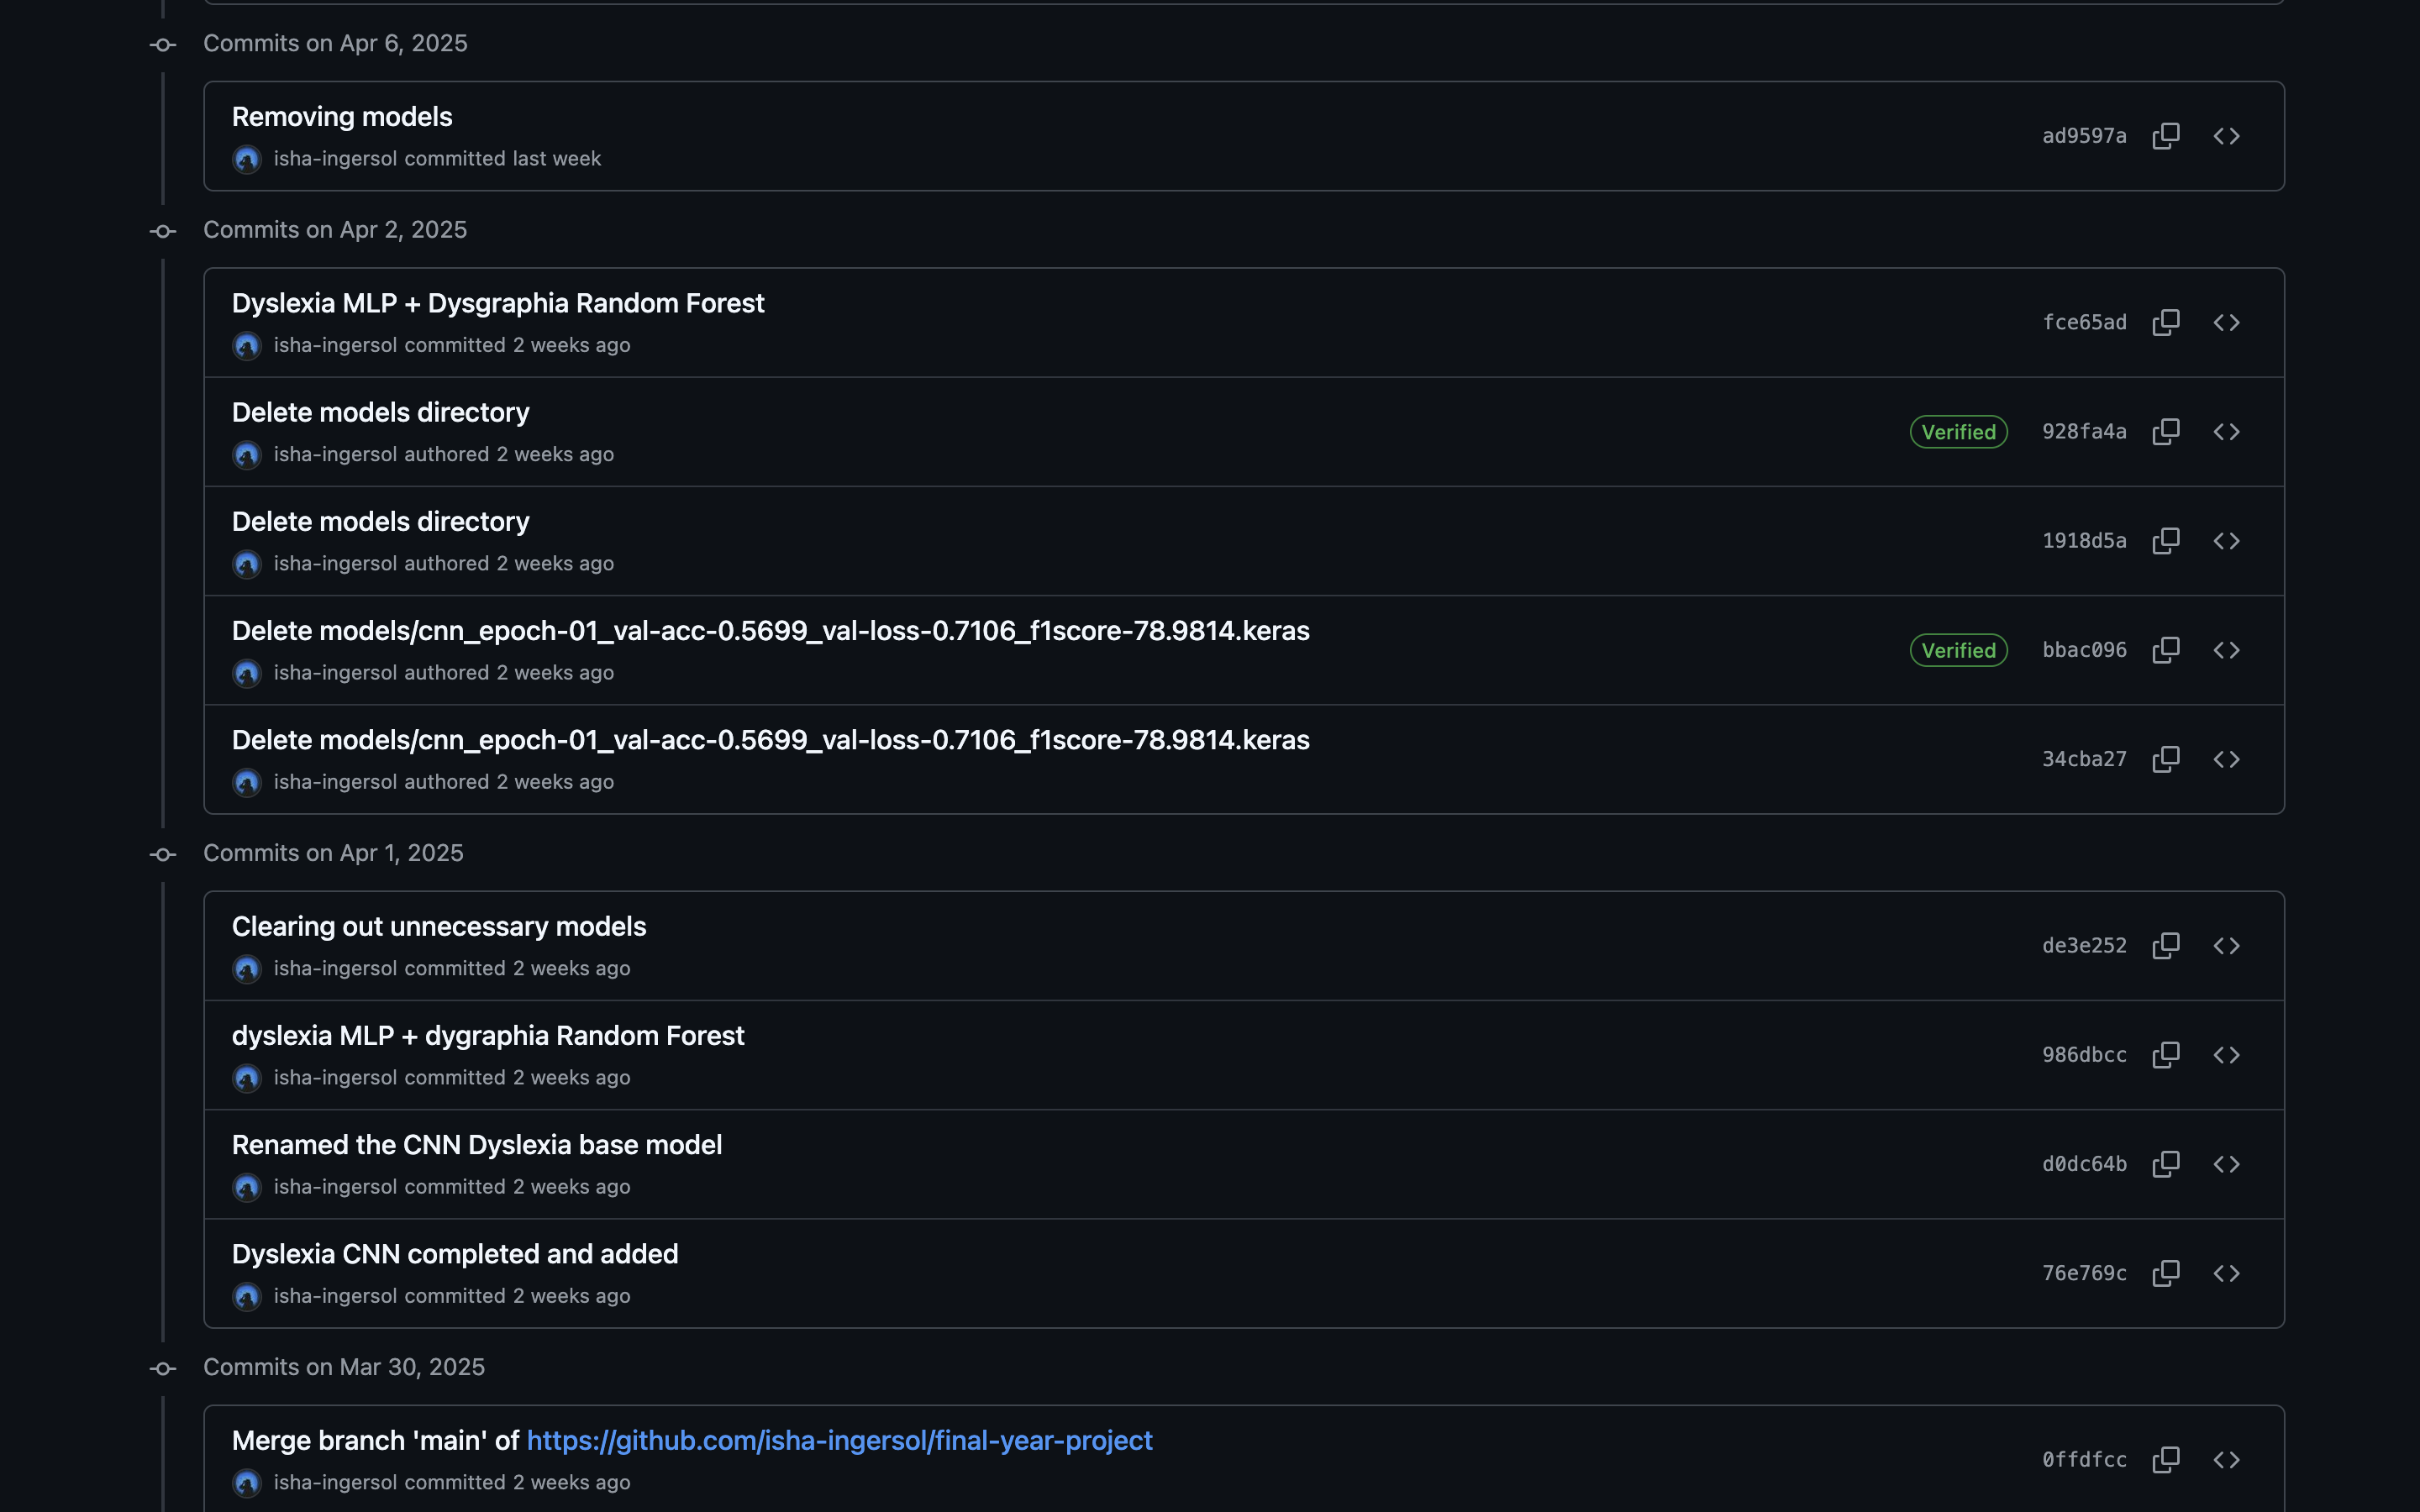 Commits on Apr 6, 2025
Removing models
isha-ingersol committed last week
ad9597a
Commits on Apr 2, 2025
Dyslexia MLP + Dysgraphia Random Forest
isha-ingersol committed 2 weeks ago
fce65ad
Delete models directory
isha-ingersol authored 2 weeks ago
Verified 928fa4a
Delete models directory
isha-ingersol authored 2 weeks ago
1918d5a
Delete models/cnn_epoch-01_val-acc-0.5699_val-loss-0.7106_f1score-78.9814.keras
isha-ingersol authored 2 weeks ago
Verified bbac096
Delete models/cnn_epoch-01_val-acc-0.5699_val-loss-0.7106_f1score-78.9814.keras
isha-ingersol authored 2 weeks ago
34cba27
Commits on Apr 1, 2025
Clearing out unnecessary models
isha-ingersol committed 2 weeks ago
de3e252
dyslexia MLP + dygraphia Random Forest
isha-ingersol committed 2 weeks ago
986dbcc
Renamed the CNN Dyslexia base model
isha-ingersol committed 2 weeks ago
d0dc64b
Dyslexia CNN completed and added
isha-ingersol committed 2 weeks ago
76e769c
Commits on Mar 30, 2025
Merge branch 'main' of https://github.com/isha-ingersol/final-year-project
isha-ingersol committed 2 weeks ago
0ffdfcc